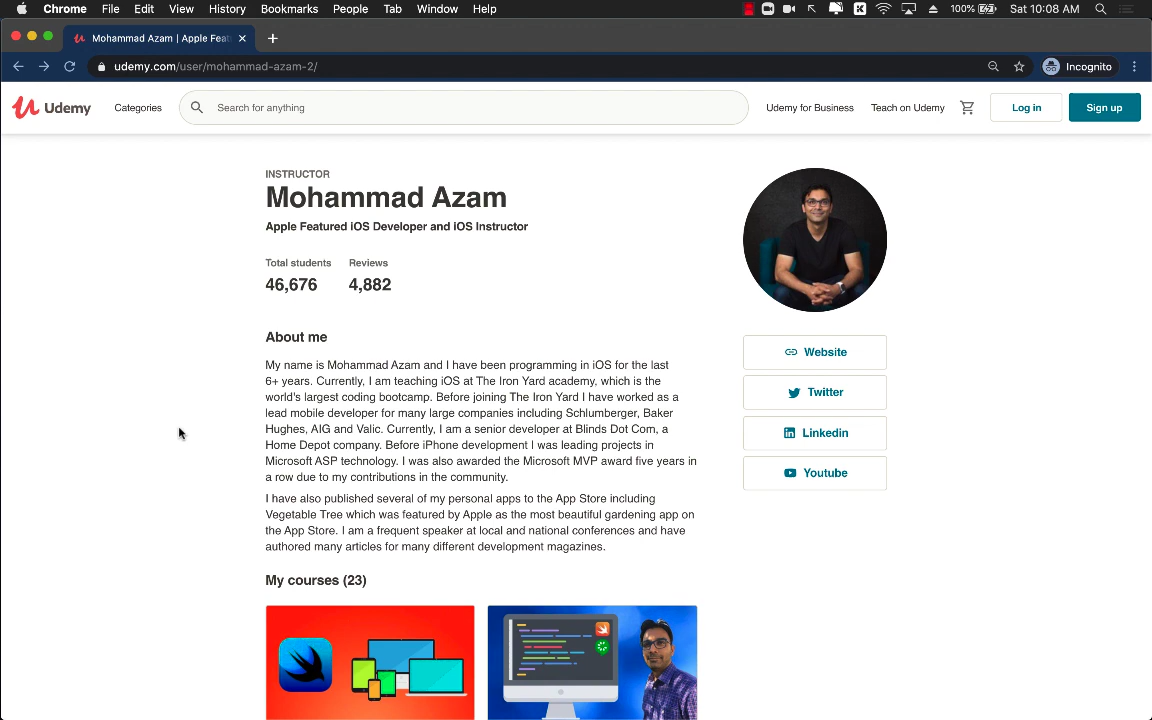 Chrome File Edit View History Bookmarks People Tab Window Help 100% Sat 10:08 AM
Mohammad Azam | Apple Feat
udemy.com/user/mohammad-azam-2/ Incognito
Udemy Categories Search for anything Udemy for Business Teach on Udemy Log in Sign up
INSTRUCTOR
Mohammad Azam
Apple Featured iOS Developer and iOS Instructor
Total students Reviews
46,676 4,882
About me
My name is Mohammad Azam and I have been programming in iOS for the last
6+ years. Currently, I am teaching iOS at The Iron Yard academy, which is the
world's largest coding bootcamp. Before joining The Iron Yard I have worked as a
lead mobile developer for many large companies including Schlumberger, Baker
Hughes, AIG and Valic. Currently, I am a senior developer at Blinds Dot Com, a
Home Depot company. Before iPhone development I was leading projects in
Microsoft ASP technology. I was also awarded the Microsoft MVP award five years in
a row due to my contributions in the community.
I have also published several of my personal apps to the App Store including
Vegetable Tree which was featured by Apple as the most beautiful gardening app on
the App Store. I am a frequent speaker at local and national conferences and have
authored many articles for many different development magazines.
My courses (23)
Website
Twitter
Linkedin
Youtube